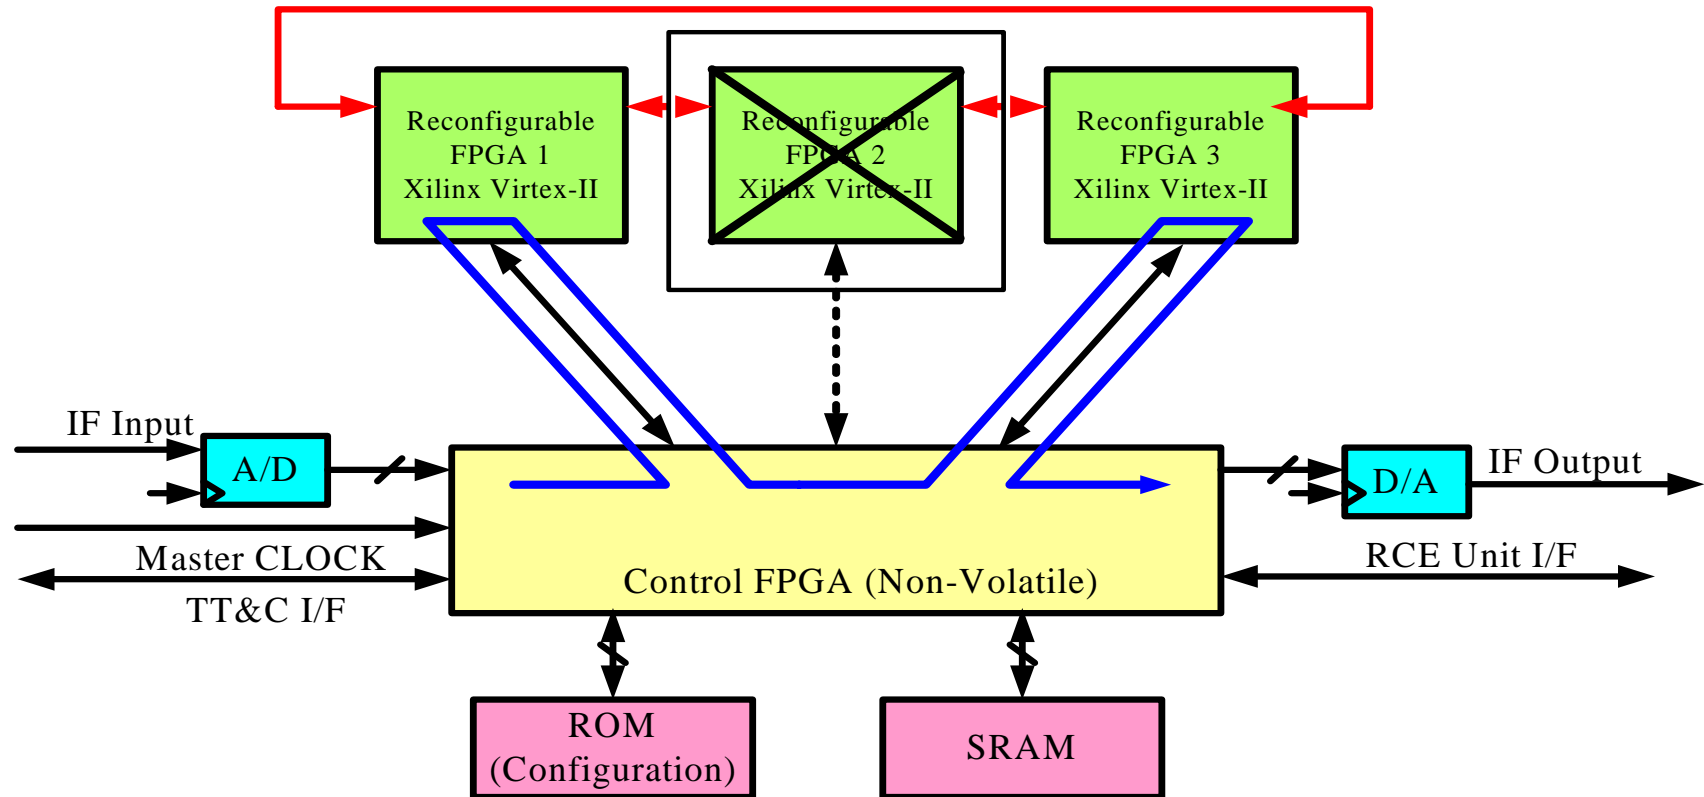 Reconfigurable
FPGA 1
Xilinx Virtex-II
Reconfigurable
FPGA 2
Xilinx Virtex-II
Reconfigurable
FPGA 3
Xilinx Virtex-II
IF Input
A/D
Master CLOCK
TT&C I/F
Control FPGA (Non-Volatile)
D/A
IF Output
RCE Unit I/F
ROM
(Configuration)
SRAM